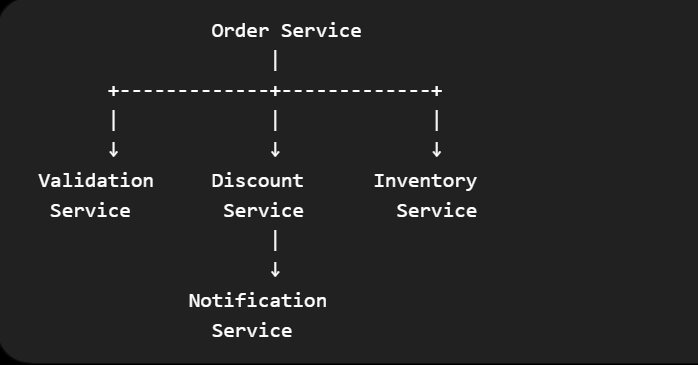 Order Service
|
+-------------+-------------+
| | |
↓ ↓ ↓
Validation Discount Inventory
Service Service Service
|
↓
Notification
Service